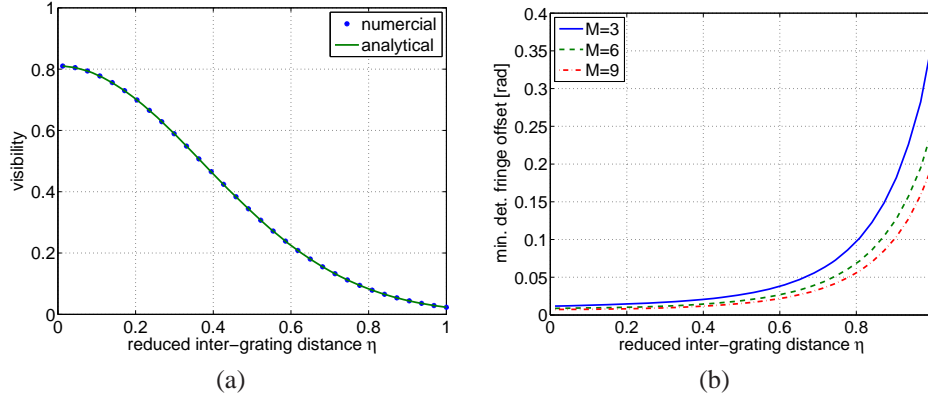 visibility
1
0.8
0.6
0.4
0.2
0
0 0.2 0.4 0.6 0.8 1
reduced inter-grating distance η
numercial
analytical
(a)
min. det. fringe offset [rad]
0.4
0.35
0.3
0.25
0.2
0.15
0.1
0.05
0
0 0.2 0.4 0.6 0.8
reduced inter-grating distance η
M=3
M=6
M=9
(b)